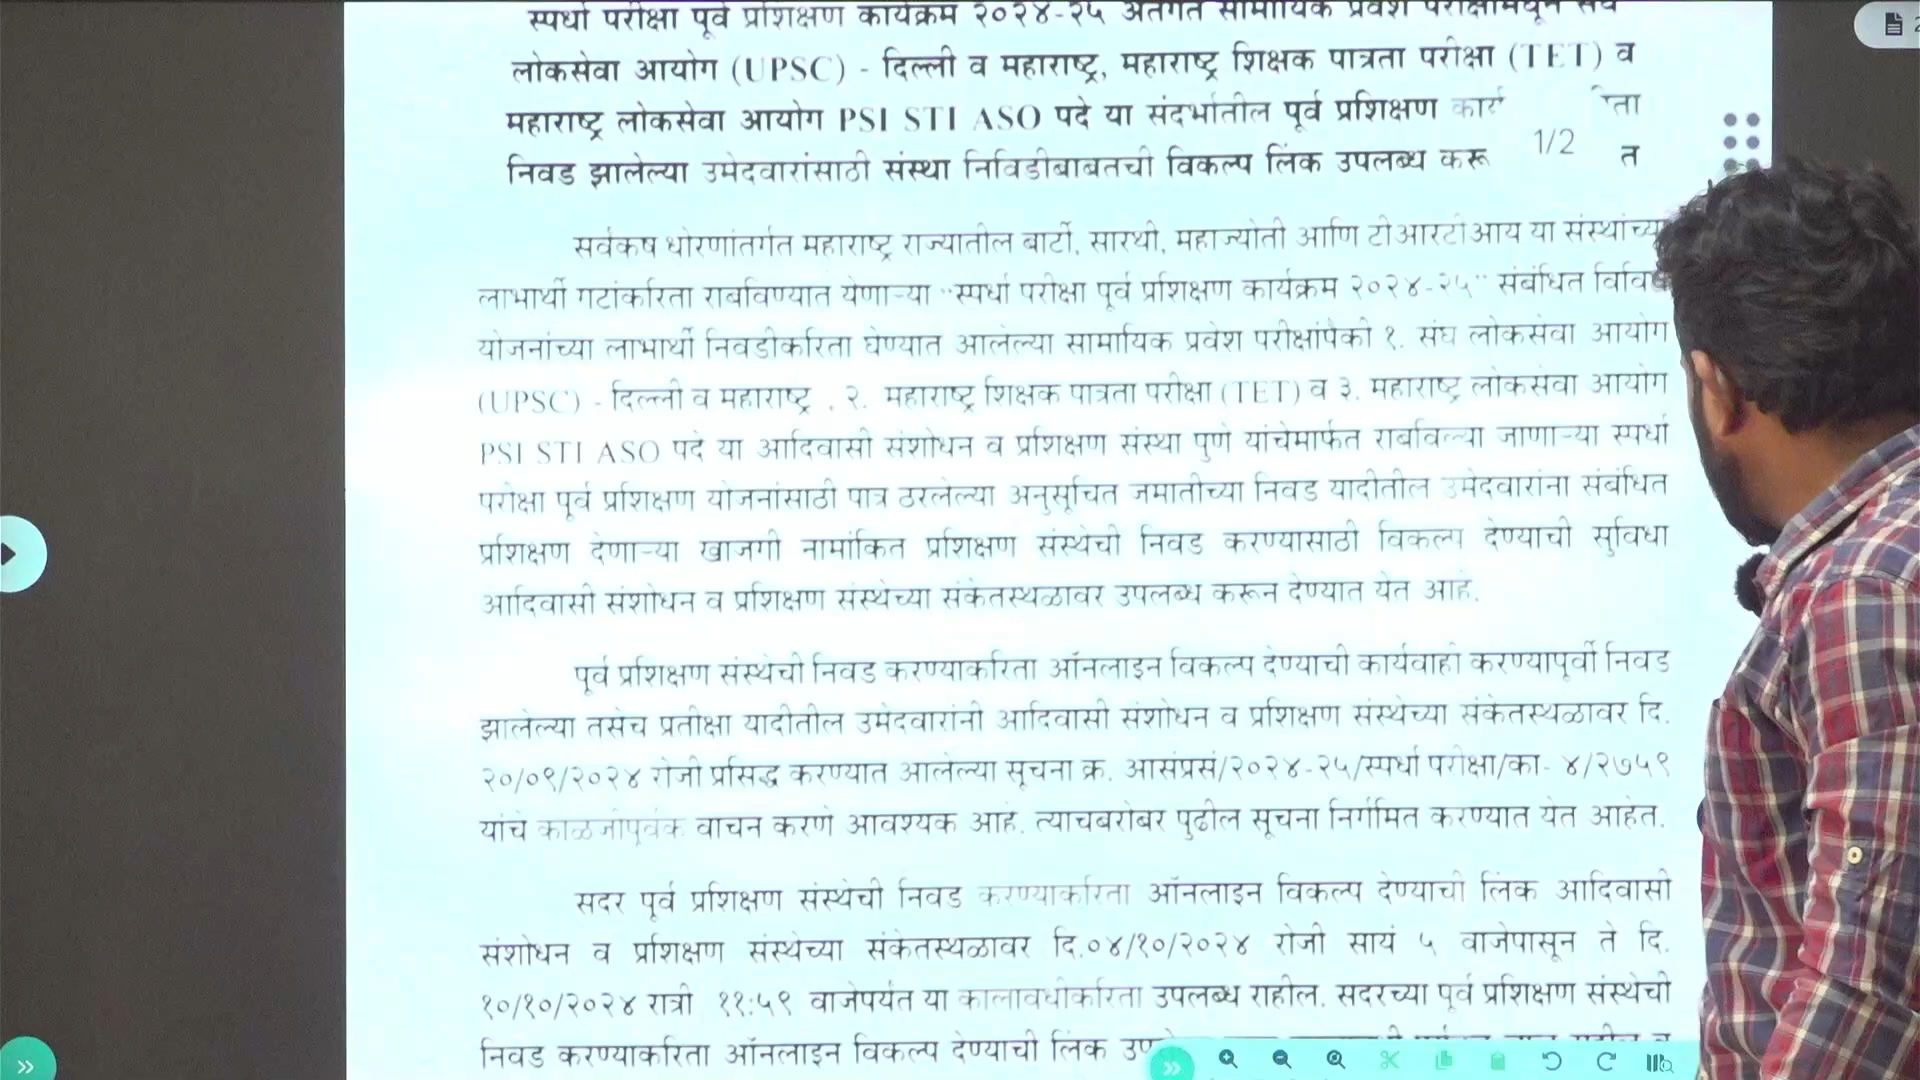 स्पर्धा परीक्षा पूर्व प्रशिक्षण कार्यक्रम २०२४-२५ अंतर्गत सामायिक प्रवेश परीक्षांमधून संघ
लोकसेवा आयोग (UPSC) - दिल्ली व महाराष्ट्र, महाराष्ट्र शिक्षक पात्रता परीक्षा (TET) व
महाराष्ट्र लोकसेवा आयोग PSI STI ASO पदे या संदर्भातील पूर्व प्रशिक्षण
निवड झालेल्या उमेदवारांसाठी संस्था निवडीबाबतची विकल्प लिंक उपलब्ध
1/2
सर्वंकष धोरणांतर्गत महाराष्ट्र राज्यातील बार्टी, सारथी, महाज्योती आणि टीआरटीआय या संस्थांच्या
लाभार्थी गटांकरिता राबविण्यात येणाऱ्या "स्पर्धा परीक्षा पूर्व प्रशिक्षण कार्यक्रम २०२४-२५" संबंधित विविध
योजनांच्या लाभार्थी निवडीकरिता घेण्यात आलेल्या सामायिक प्रवेश परीक्षांपैकी १. संघ लोकसेवा आयोग
(UPSC) - दिल्ली व महाराष्ट्र , २. महाराष्ट्र शिक्षक पात्रता परीक्षा (TET) व ३. महाराष्ट्र लोकसेवा आयोग
PSI STI ASO पदे या आदिवासी संशोधन व प्रशिक्षण संस्था पुणे यांचेमार्फत राबविल्या जाणाऱ्या स्पर्धा
परीक्षा पूर्व प्रशिक्षण योजनांसाठी पात्र ठरलेल्या अनुसूचित जमातीच्या निवड यादीतील उमेदवारांना संबंधित
प्रशिक्षण देणाऱ्या खाजगी नामांकित प्रशिक्षण संस्थेची निवड करण्यासाठी विकल्प देण्याची सुविधा
आदिवासी संशोधन व प्रशिक्षण संस्थेच्या संकेतस्थळावर उपलब्ध करून देण्यात येत आहे.
पूर्व प्रशिक्षण संस्थेची निवड करण्याकरिता ऑनलाइन विकल्प देण्याची कार्यवाही करण्यापूर्वी निवड
झालेल्या तसेच प्रतीक्षा यादीतील उमेदवारांनी आदिवासी संशोधन व प्रशिक्षण संस्थेच्या संकेतस्थळावर दि.
२०/०९/२०२४ रोजी प्रसिद्ध करण्यात आलेल्या सूचना क्र. आसंप्रसं/२०२४-२५/स्पर्धा परीक्षा/का- ४/२७५९
यांचे काळजीपूर्वक वाचन करणे आवश्यक आहे. त्याचबरोबर पुढील सूचना निर्गमित करण्यात येत आहेत.
सदर पूर्व प्रशिक्षण संस्थेची निवड करण्याकरिता ऑनलाइन विकल्प देण्याची लिंक आदिवासी
संशोधन व प्रशिक्षण संस्थेच्या संकेतस्थळावर दि.०४/१०/२०२४ रोजी सायं ५ वाजेपासून ते दि.
१०/१०/२०२४ रात्री ११:५९ वाजेपर्यंत या कालावधीकरिता उपलब्ध राहील. सदरच्या पूर्व प्रशिक्षण संस्थेची
निवड करण्याकरिता ऑनलाइन विकल्प देण्याची लिंक